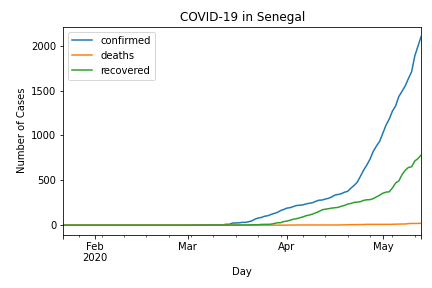 COVID-19 in Senegal
confirmed
deaths
recovered
Number of Cases
2000
1500
1000
500
0
Feb
2020
Mar
Apr
May
Day